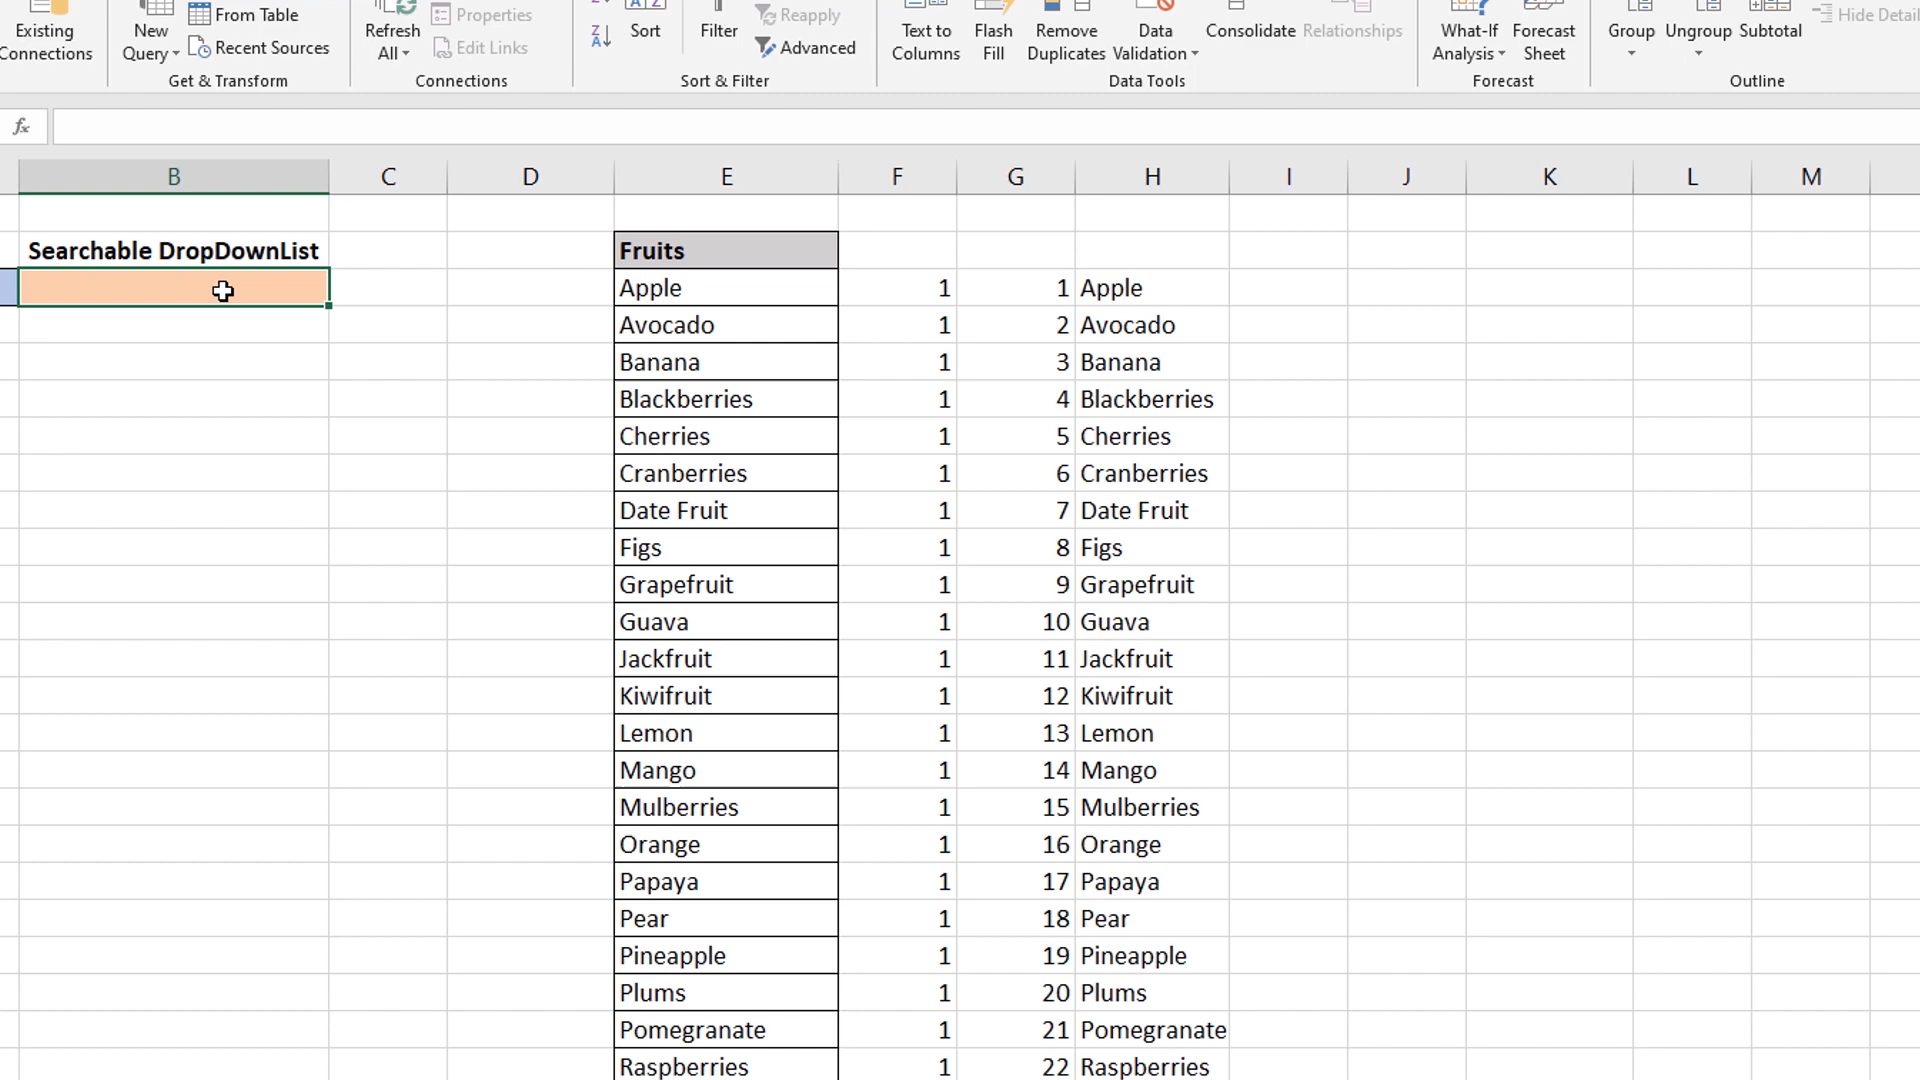 Existing Connections
New Query
From Table
Recent Sources
Get & Transform
Refresh All
Properties
Edit Links
Connections
Sort
Filter
Reapply
Advanced
Sort & Filter
Text to Columns
Flash Fill
Remove Duplicates
Data Validation
Consolidate
Relationships
Data Tools
What-If Analysis
Forecast Sheet
Forecast
Group
Ungroup
Subtotal
Hide Detai
Outline
fx
B C D E F G H I J K L M
Searchable DropDownList Fruits
Apple 1 1 Apple
Avocado 1 2 Avocado
Banana 1 3 Banana
Blackberries 1 4 Blackberries
Cherries 1 5 Cherries
Cranberries 1 6 Cranberries
Date Fruit 1 7 Date Fruit
Figs 1 8 Figs
Grapefruit 1 9 Grapefruit
Guava 1 10 Guava
Jackfruit 1 11 Jackfruit
Kiwifruit 1 12 Kiwifruit
Lemon 1 13 Lemon
Mango 1 14 Mango
Mulberries 1 15 Mulberries
Orange 1 16 Orange
Papaya 1 17 Papaya
Pear 1 18 Pear
Pineapple 1 19 Pineapple
Plums 1 20 Plums
Pomegranate 1 21 Pomegranate
Raspberries 1 22 Raspberries